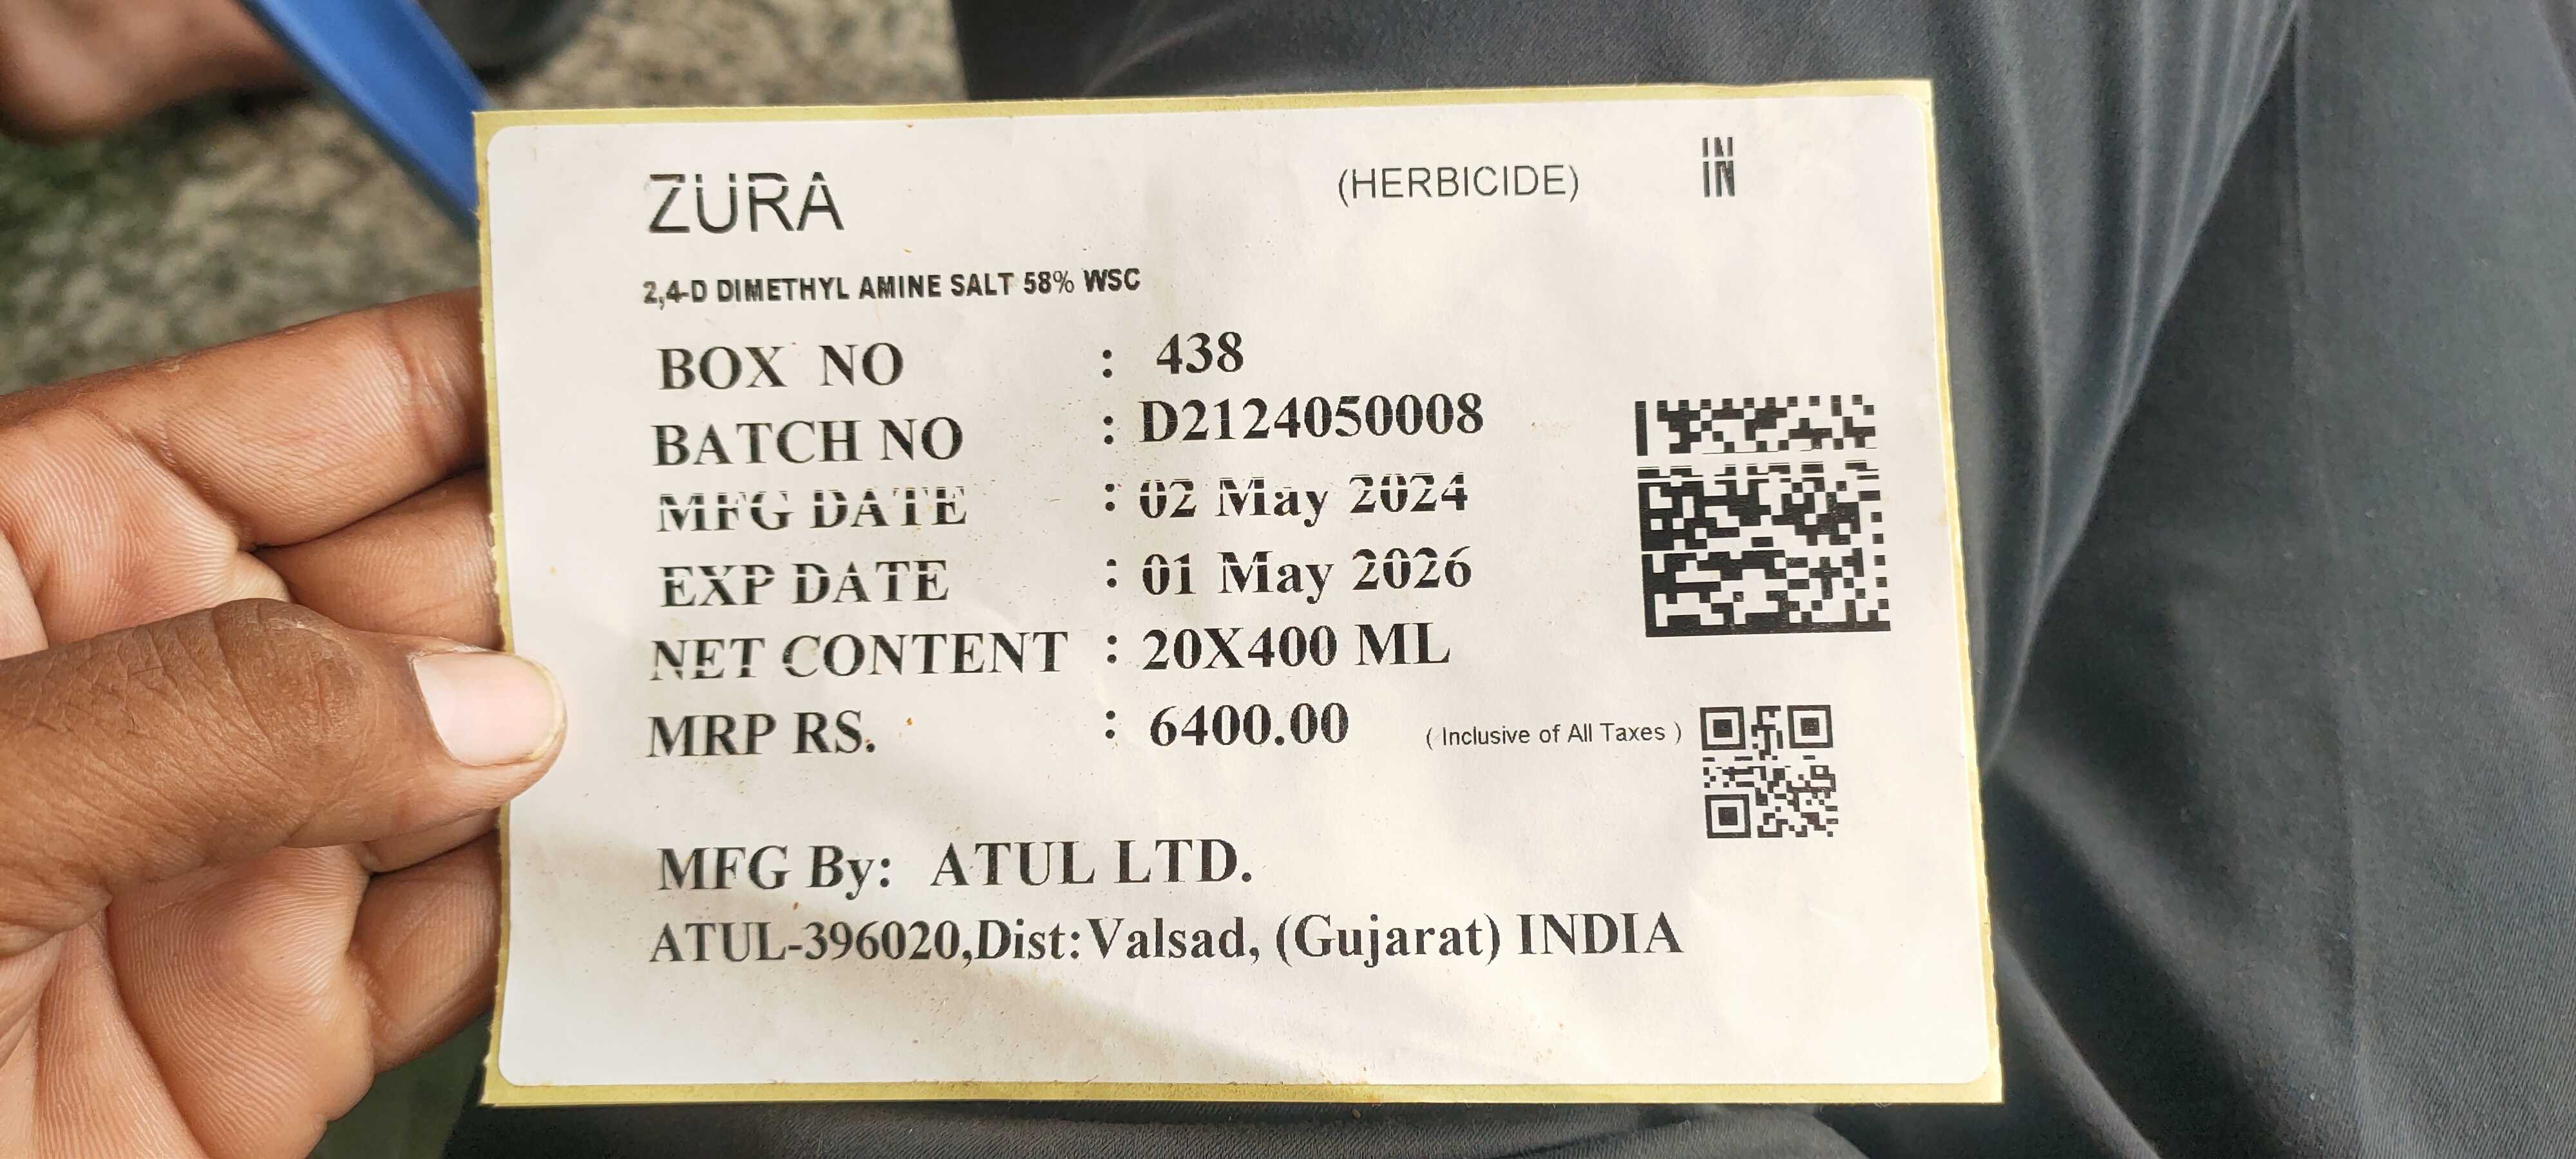 ZURA (HERBICIDE) IN
2,4-D DIMETHYL AMINE SALT 58% WSC
BOX NO : 438
BATCH NO : D2124050008
MFG DATE : 02 May 2024
EXP DATE : 01 May 2026
NET CONTENT : 20X400 ML
MRP RS. : 6400.00 ( Inclusive of All Taxes )
MFG By: ATUL LTD.
ATUL-396020,Dist:Valsad, (Gujarat) INDIA